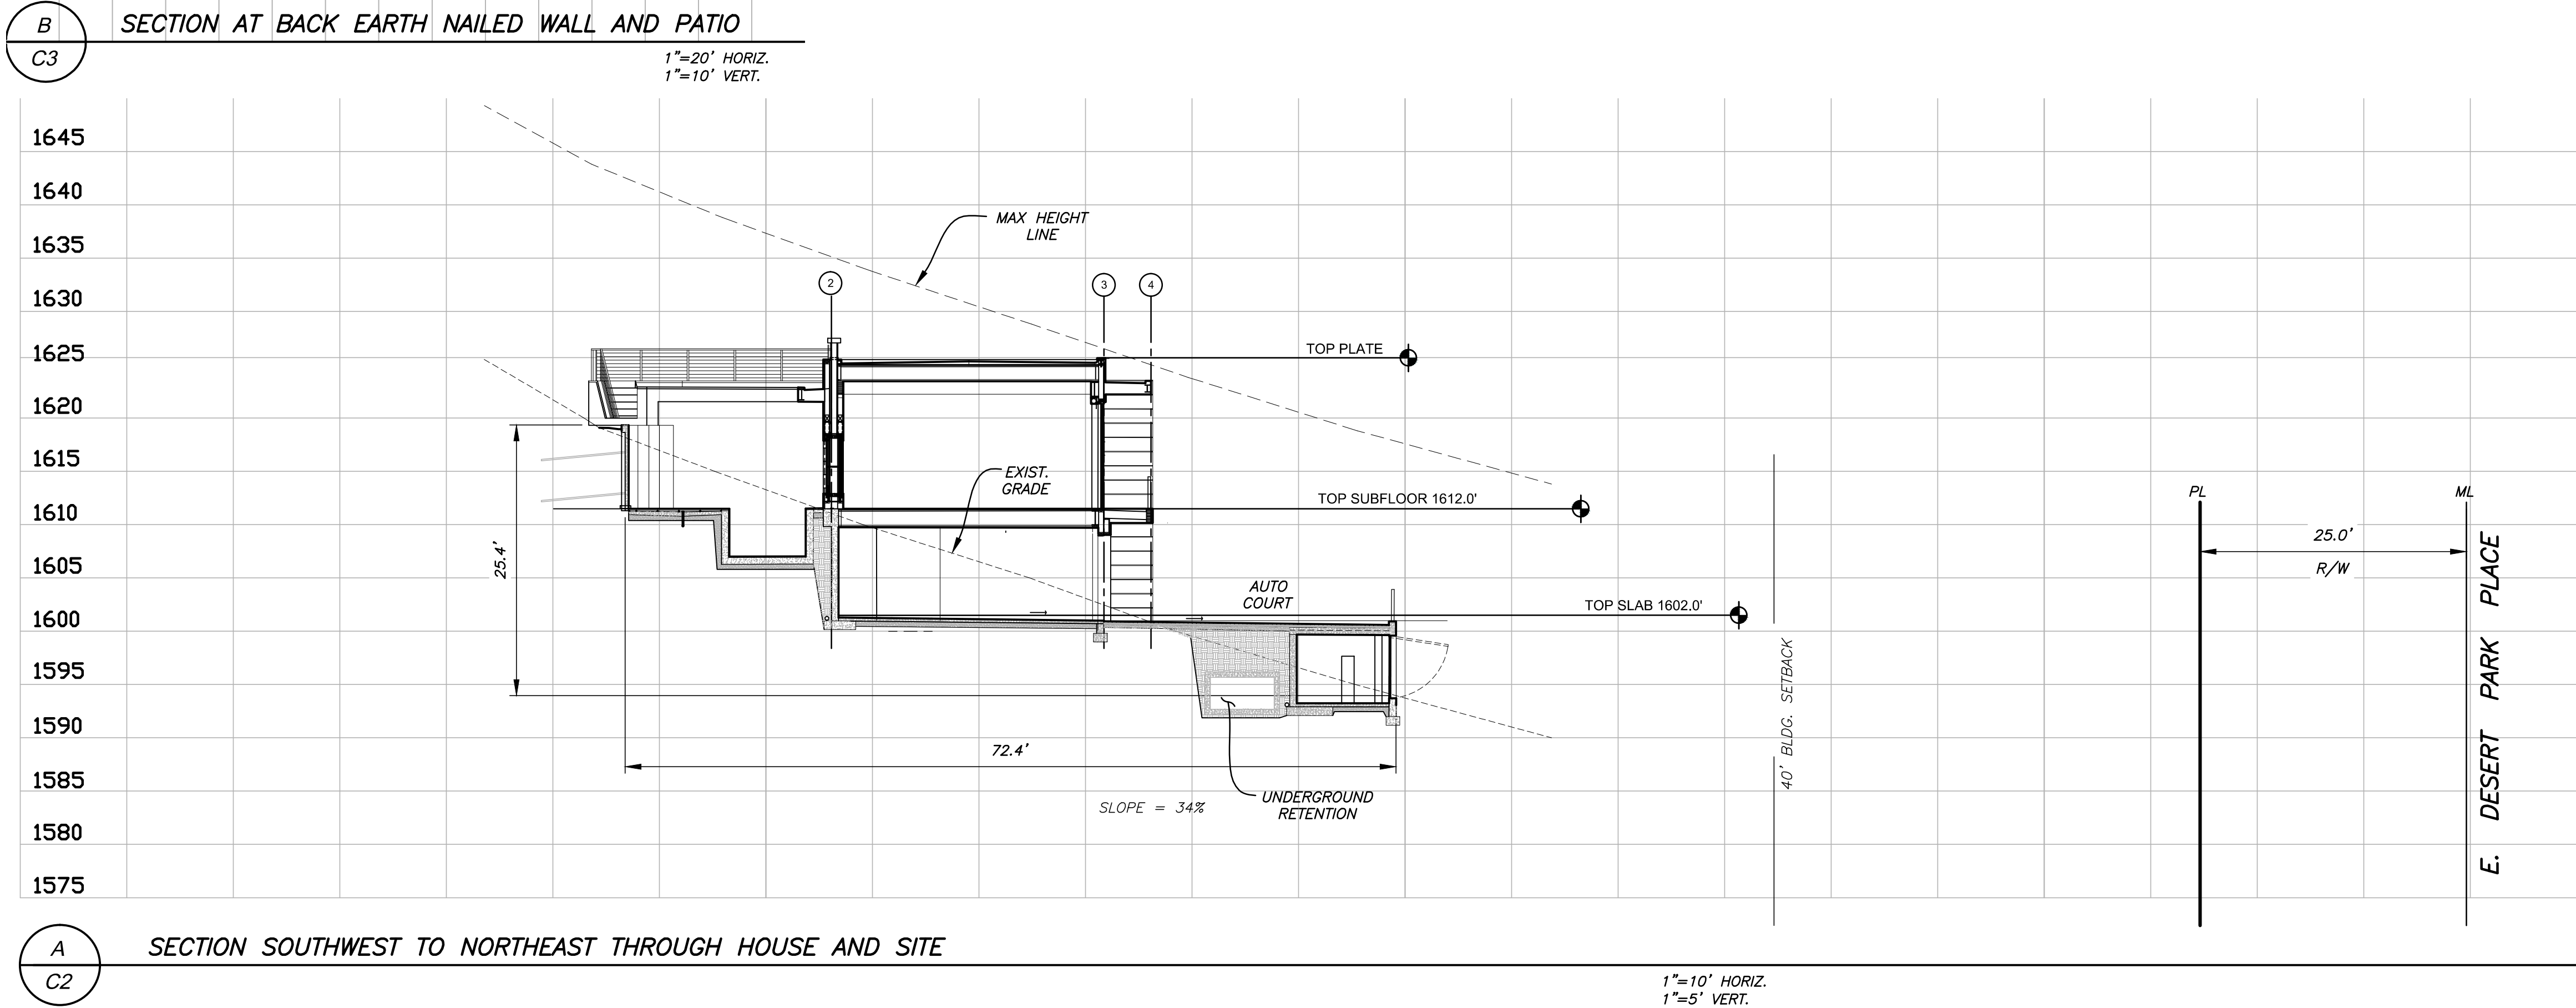 B
SECTION AT BACK EARTH NAILED WALL AND PATIO
C3
1"=20' HORIZ.
1"=10' VERT.
1645
1640
1635
1630
1625
1620
1615
1610
1605
1600
1595
1590
1585
1580
1575
MAX HEIGHT
LINE
2
3
4
TOP PLATE
EXIST.
GRADE
TOP SUBFLOOR 1612.0'
25.4'
AUTO
COURT
TOP SLAB 1602.0'
72.4'
SLOPE = 34%
UNDERGROUND
RETENTION
40' BLDG. SETBACK
PL
ML
25.0'
R/W
E. DESERT PARK PLACE
A
SECTION SOUTHWEST TO NORTHEAST THROUGH HOUSE AND SITE
C2
1"=10' HORIZ.
1"=5' VERT.